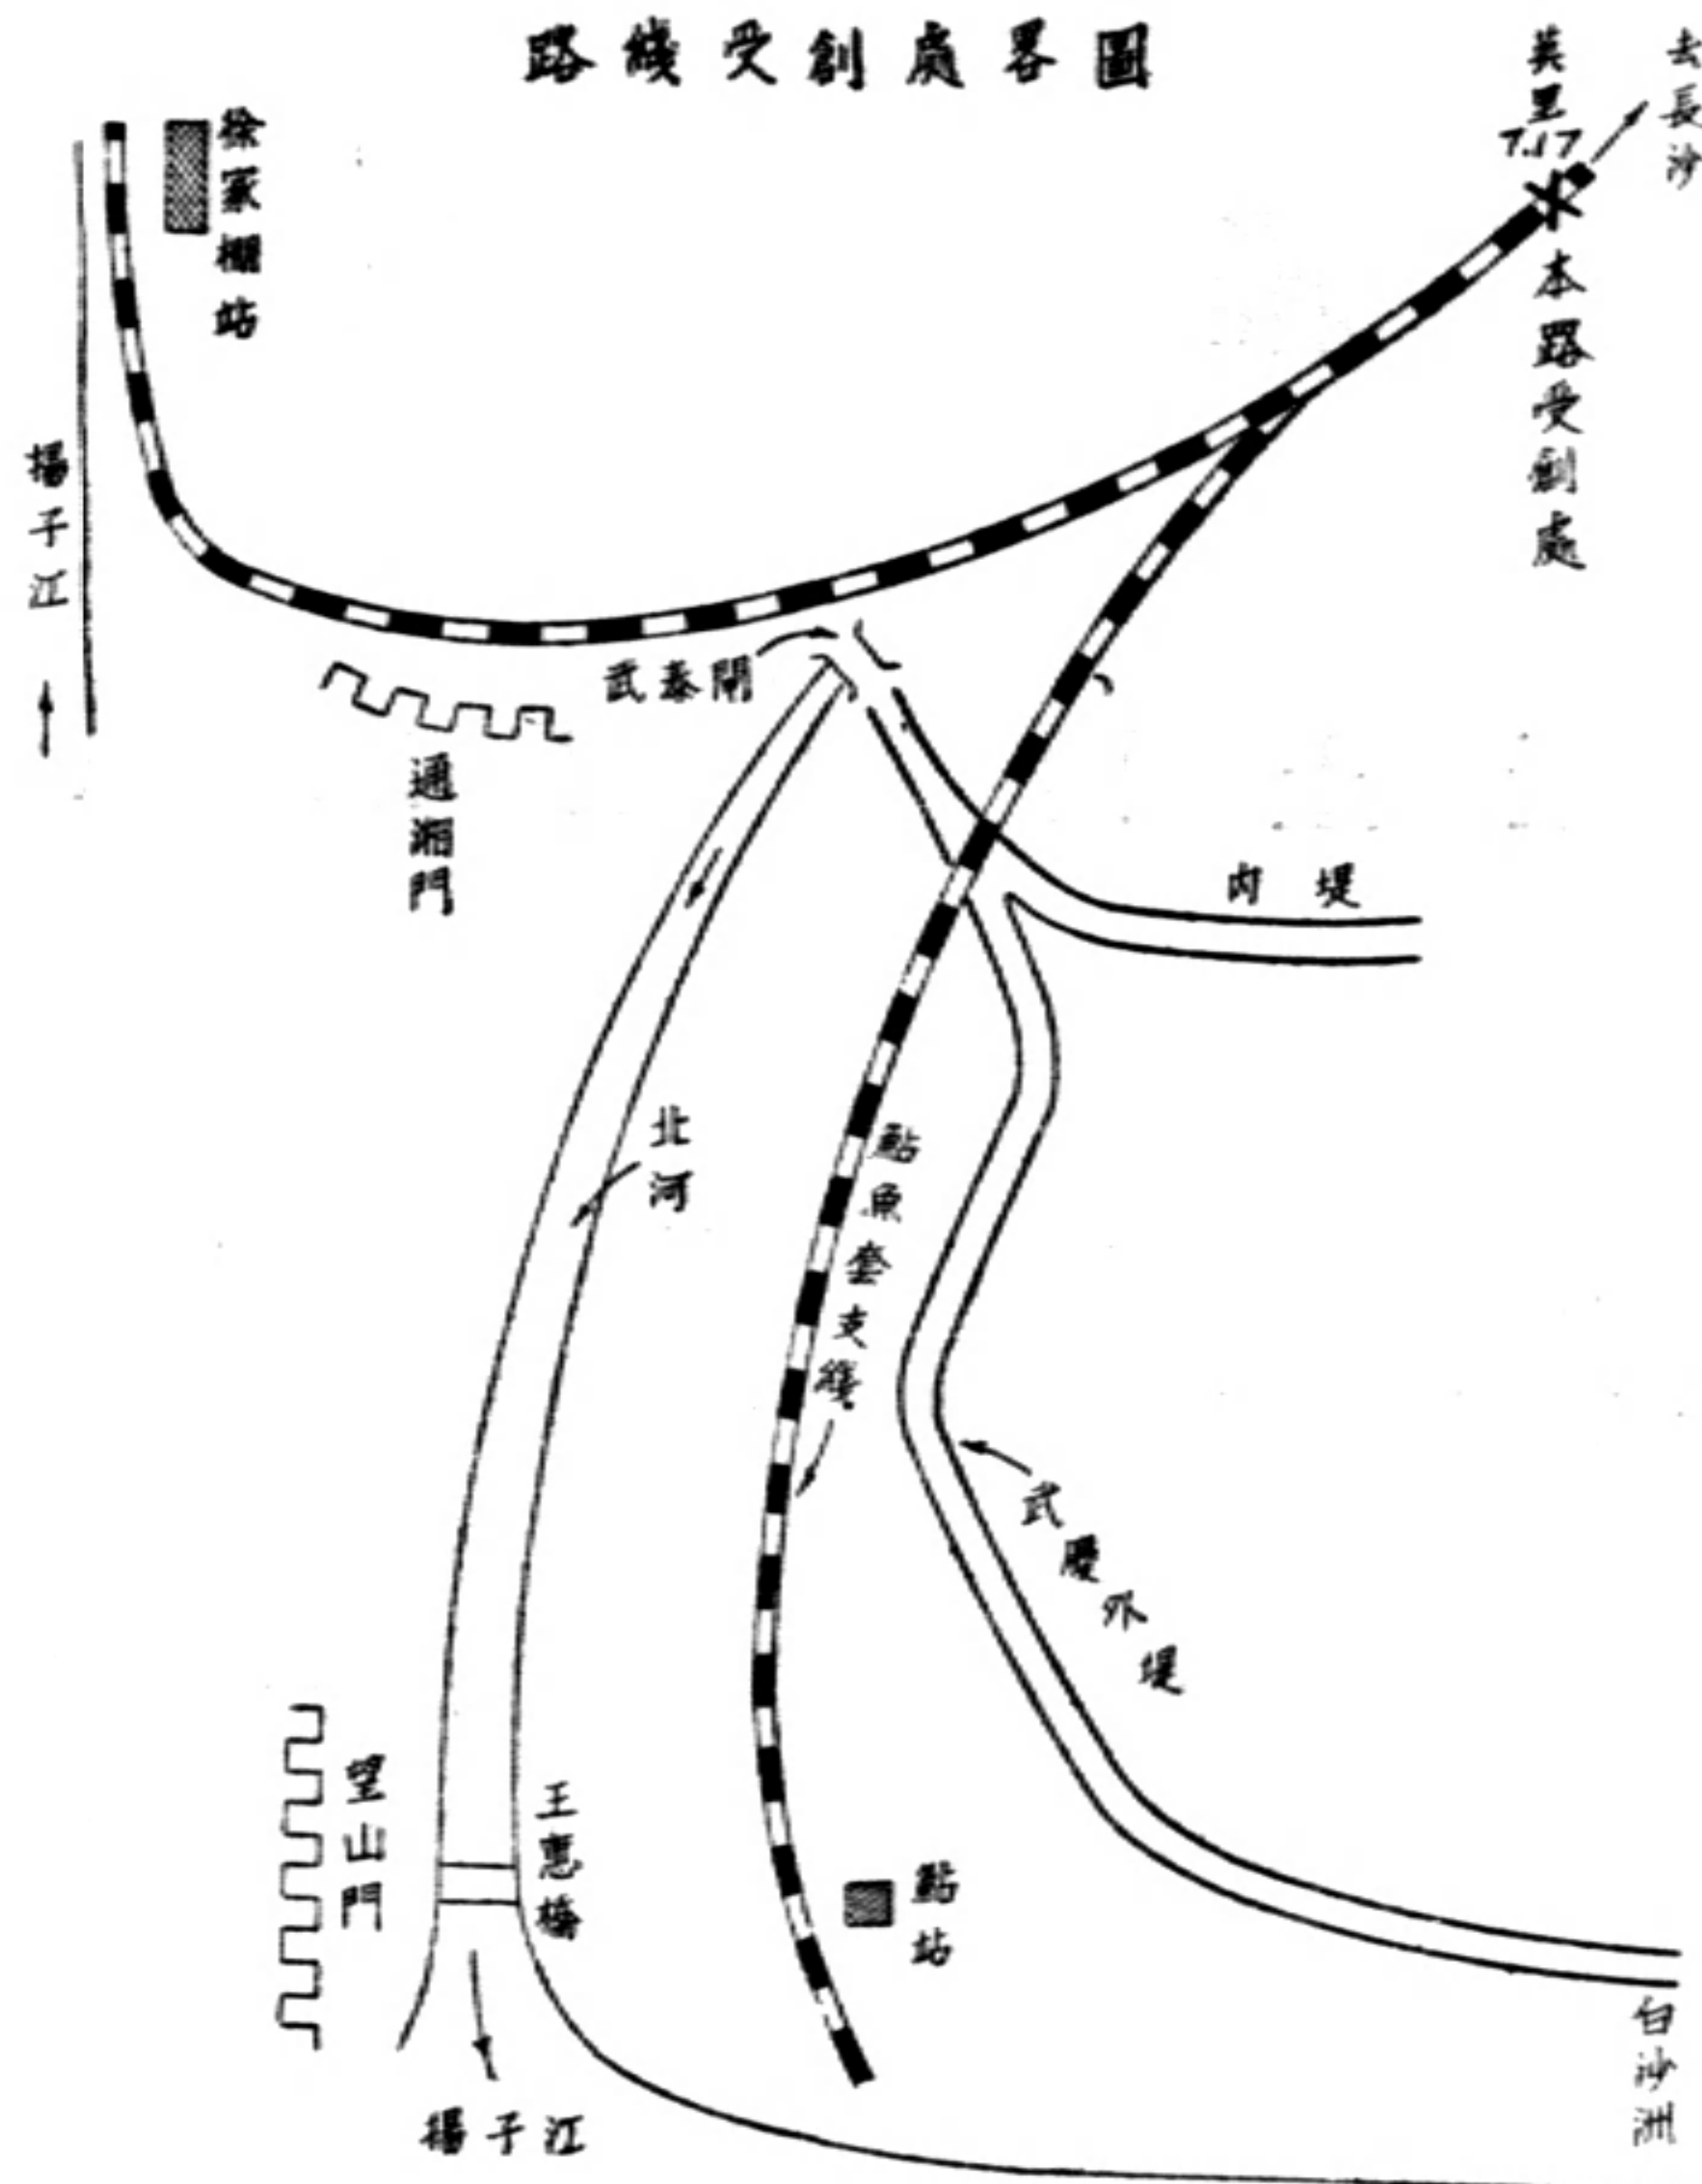 路綫受創處畧圖
去長沙
英里
7.17
本路受創處
徐家棚站
揚子江
武泰閘
通湘門
內堤
北河
鮎魚套支綫
武慶外堤
望山門
王惠橋
鮎站
白沙洲
揚子江